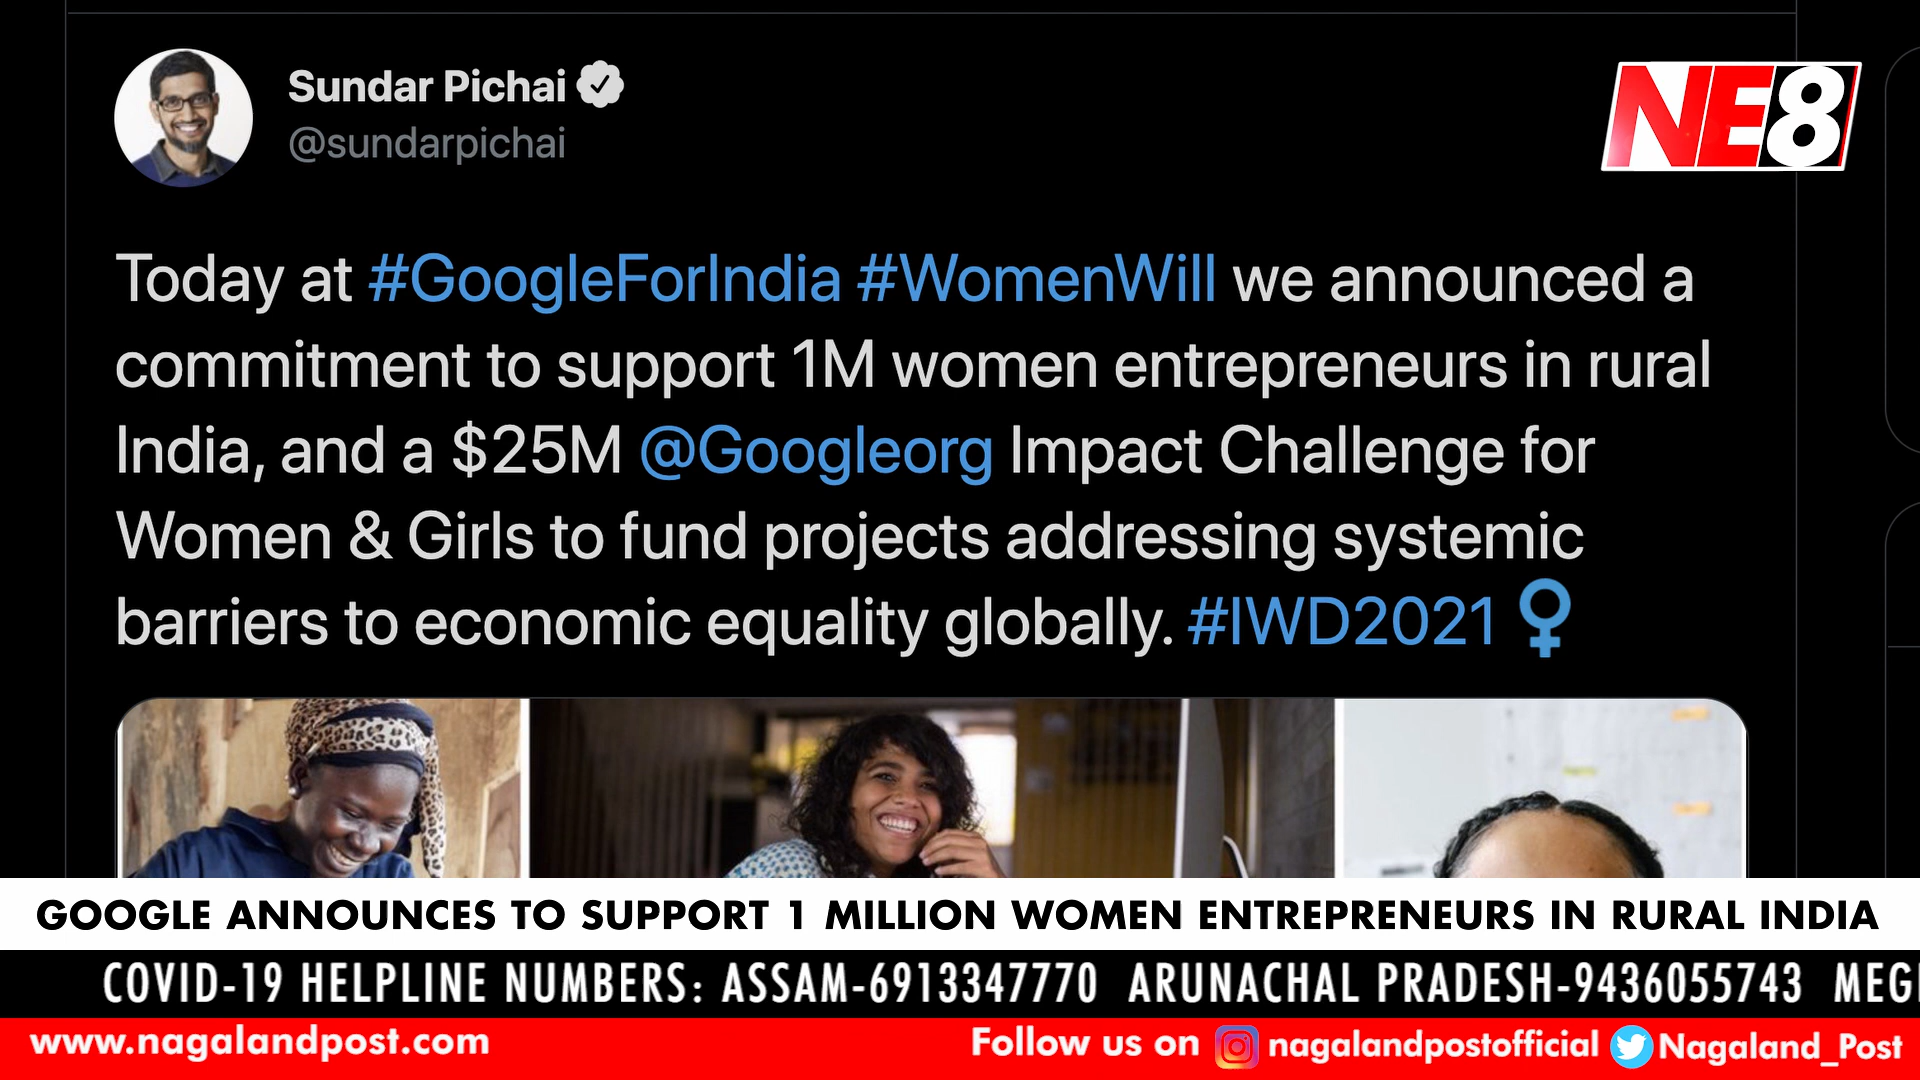 Sundar Pichai
@sundarpichai
NE8
Today at #GoogleForIndia #WomenWill we announced a
commitment to support 1M women entrepreneurs in rural
India, and a $25M @Googleorg Impact Challenge for
Women & Girls to fund projects addressing systemic
barriers to economic equality globally. #IWD2021
GOOGLE ANNOUNCES TO SUPPORT 1 MILLION WOMEN ENTREPRENEURS IN RURAL INDIA
COVID-19 HELPLINE NUMBERS: ASSAM-6913347770 ARUNACHAL PRADESH-9436055743 MEG
www.nagalandpost.com Follow us on nagalandpostofficial Nagaland_Post